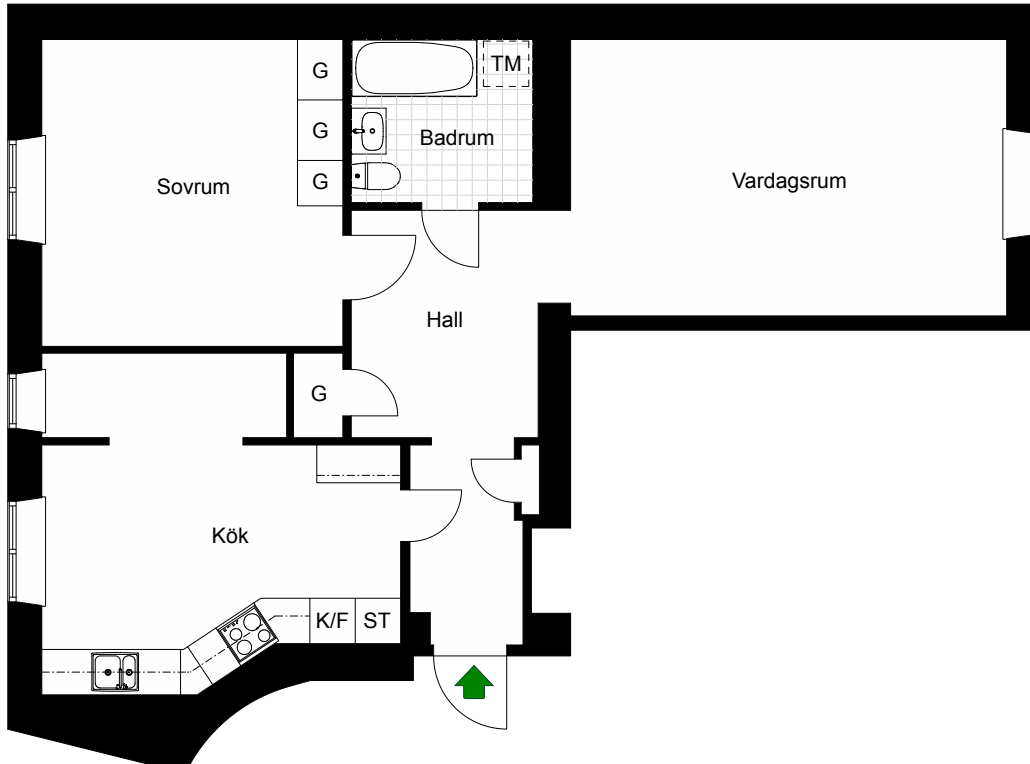 G
TM
G
Badrum
G
Sovrum
Vardagsrum
Hall
G
Kök
K/F
ST